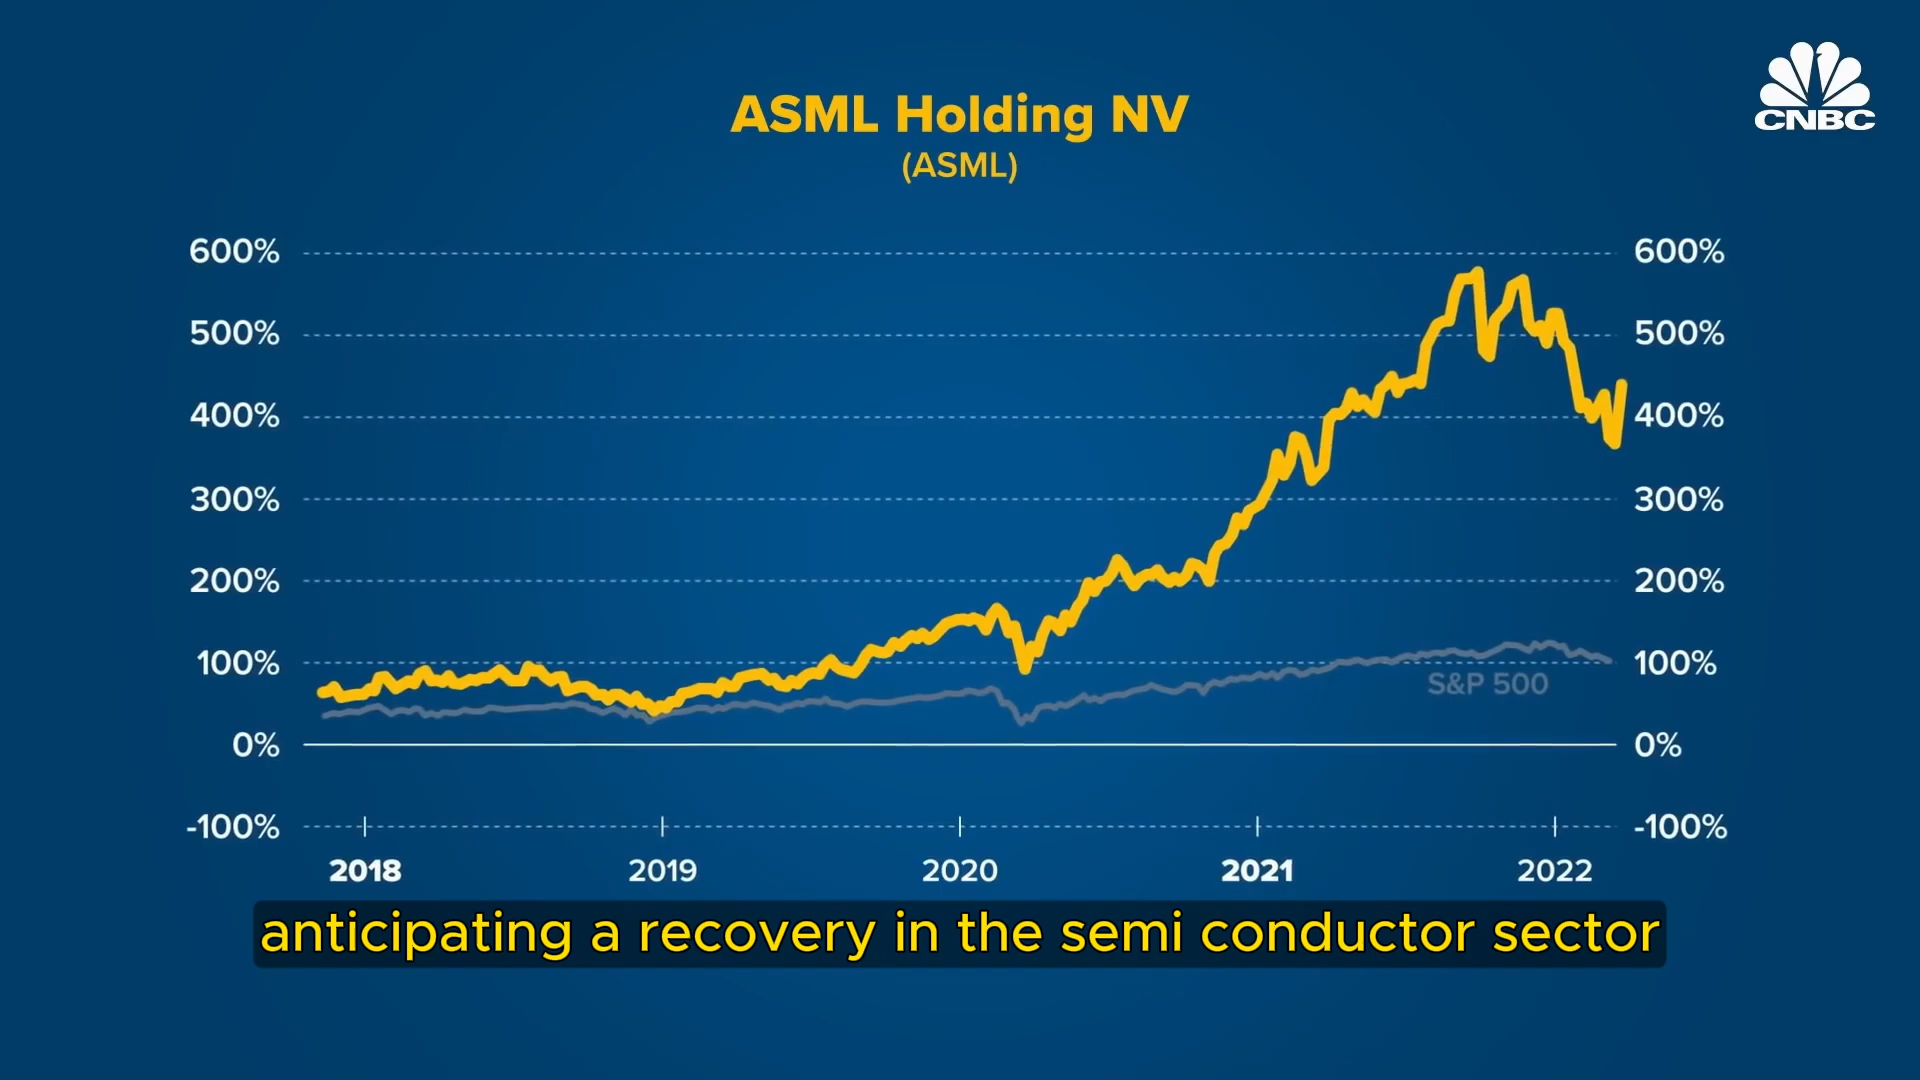 CNBC
ASML Holding NV
(ASML)
600% 600%
500% 500%
400% 400%
300% 300%
200% 200%
100% 100%
S&P 500
0% 0%
-100% -100%
2018 2019 2020 2021 2022
anticipating a recovery in the semi conductor sector